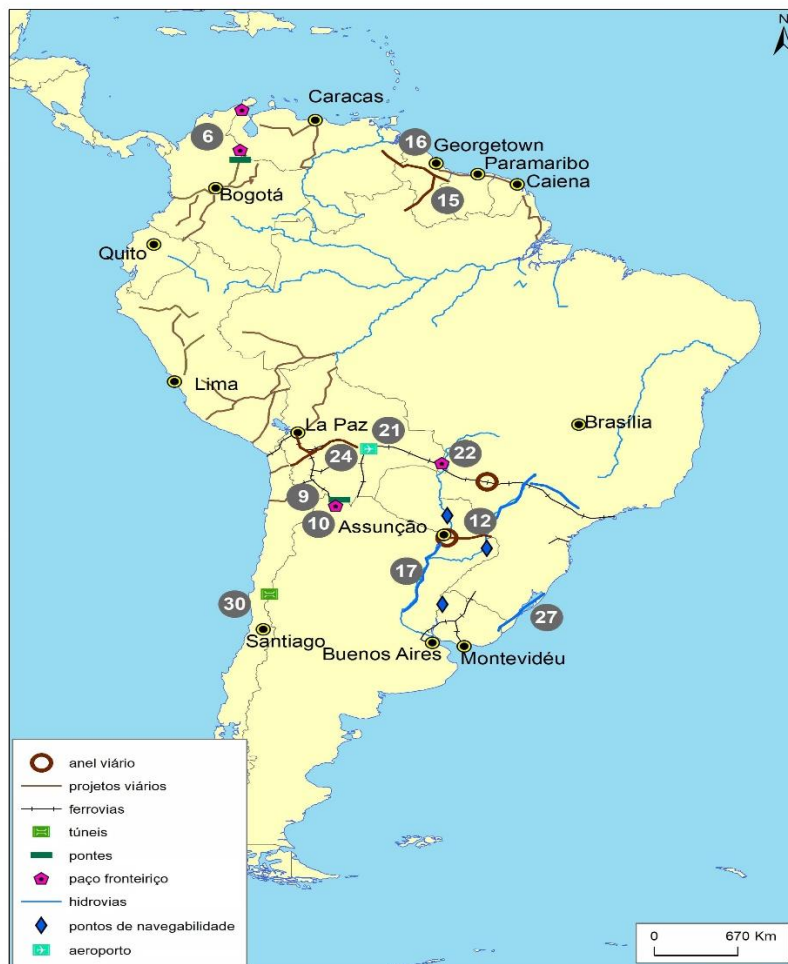 N
Caracas
6
16
Georgetown
Paramaribo
Caiena
Bogotá
15
Quito
Lima
Brasília
La Paz
21
22
24
9
10
Assunção
12
17
30
27
Santiago
Buenos Aires
Montevidéu
anel viário
projetos viários
ferrovias
túneis
pontes
paço fronteiriço
hidrovias
pontos de navegabilidade
aeroporto
0 670 Km